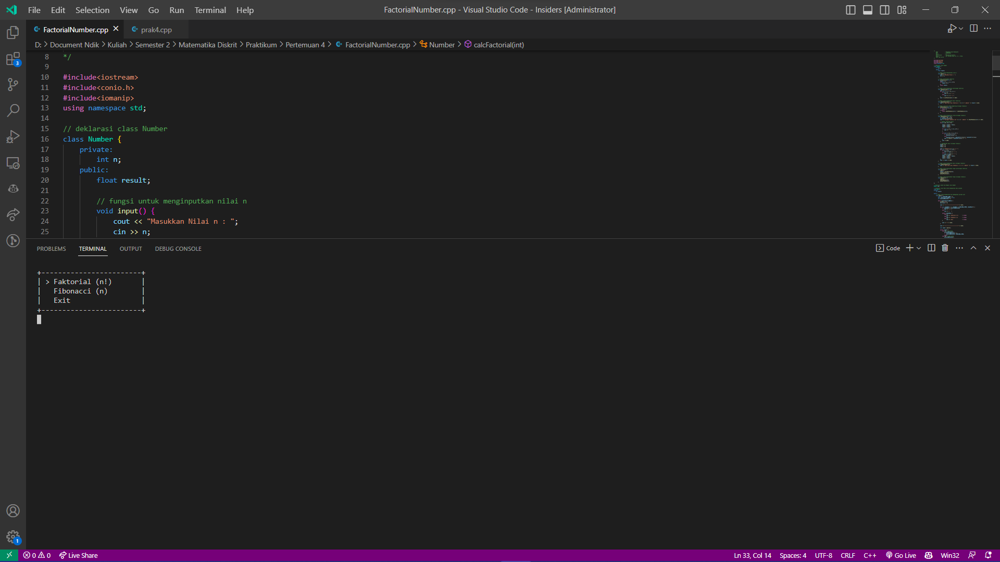 File Edit Selection View Go Run Terminal Help
FactorialNumber.cpp - Visual Studio Code - Insiders [Administrator]
FactorialNumber.cpp
prak4.cpp
D: > Document Ndik > Kuliah > Semester 2 > Matematika Diskrit > Praktikum > Pertemuan 4 > FactorialNumber.cpp > Number > calcFactorial(int)
8 */
9
10 #include<iostream>
11 #include<conio.h>
12 #include<iomanip>
13 using namespace std;
14
15 // deklarasi class Number
16 class Number {
17 private:
18 int n;
19 public:
20 float result;
21
22 // fungsi untuk menginputkan nilai n
23 void input() {
24 cout << "Masukkan Nilai n : ";
25 cin >> n;
3
PROBLEMS TERMINAL OUTPUT DEBUG CONSOLE
Code
+------------------------+
| > Faktorial (n!) |
| Fibonacci (n) |
| Exit |
+------------------------+
1
0 0 Live Share
Ln 33, Col 14 Spaces: 4 UTF-8 CRLF C++ Go Live Win32